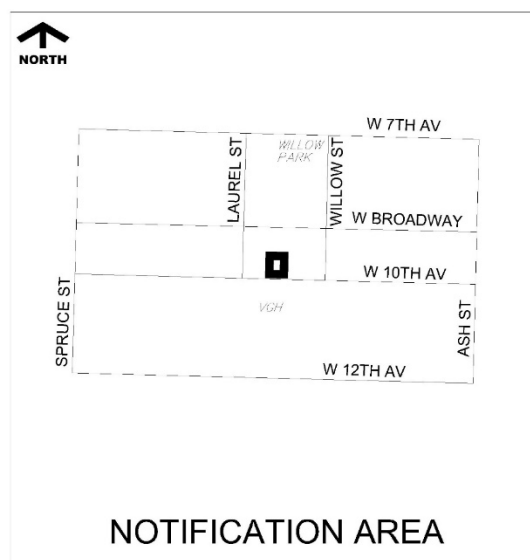 NORTH
W 7TH AV
WILLOW
PARK
LAUREL ST
WILLOW ST
W BROADWAY
W 10TH AV
SPRUCE ST
VGH
ASH ST
W 12TH AV
NOTIFICATION AREA